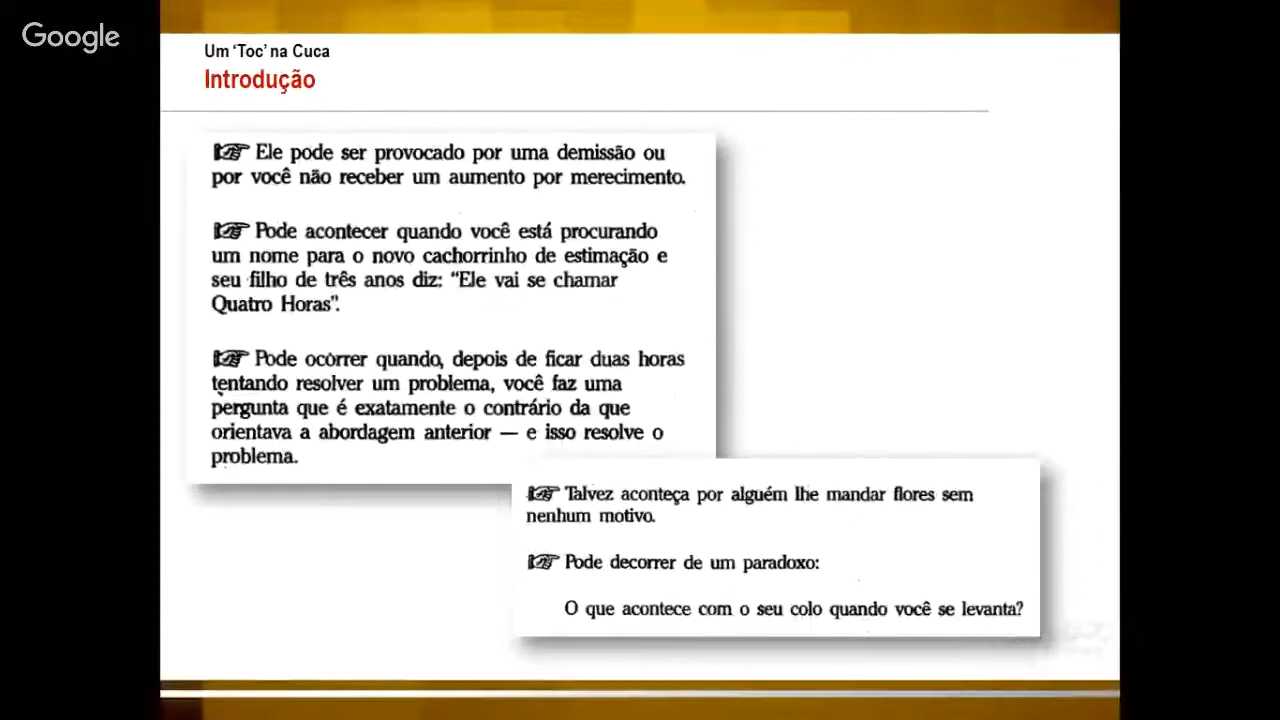 Google
Um ‘Toc’ na Cuca
Introdução
☞ Ele pode ser provocado por uma demissão ou
por você não receber um aumento por merecimento.
☞ Pode acontecer quando você está procurando
um nome para o novo cachorrinho de estimação e
seu filho de três anos diz: “Ele vai se chamar
Quatro Horas”.
☞ Pode ocorrer quando, depois de ficar duas horas
tentando resolver um problema, você faz uma
pergunta que é exatamente o contrário da que
orientava a abordagem anterior — e isso resolve o
problema.
☞ Talvez aconteça por alguém lhe mandar flores sem
nenhum motivo.
☞ Pode decorrer de um paradoxo:
O que acontece com o seu colo quando você se levanta?